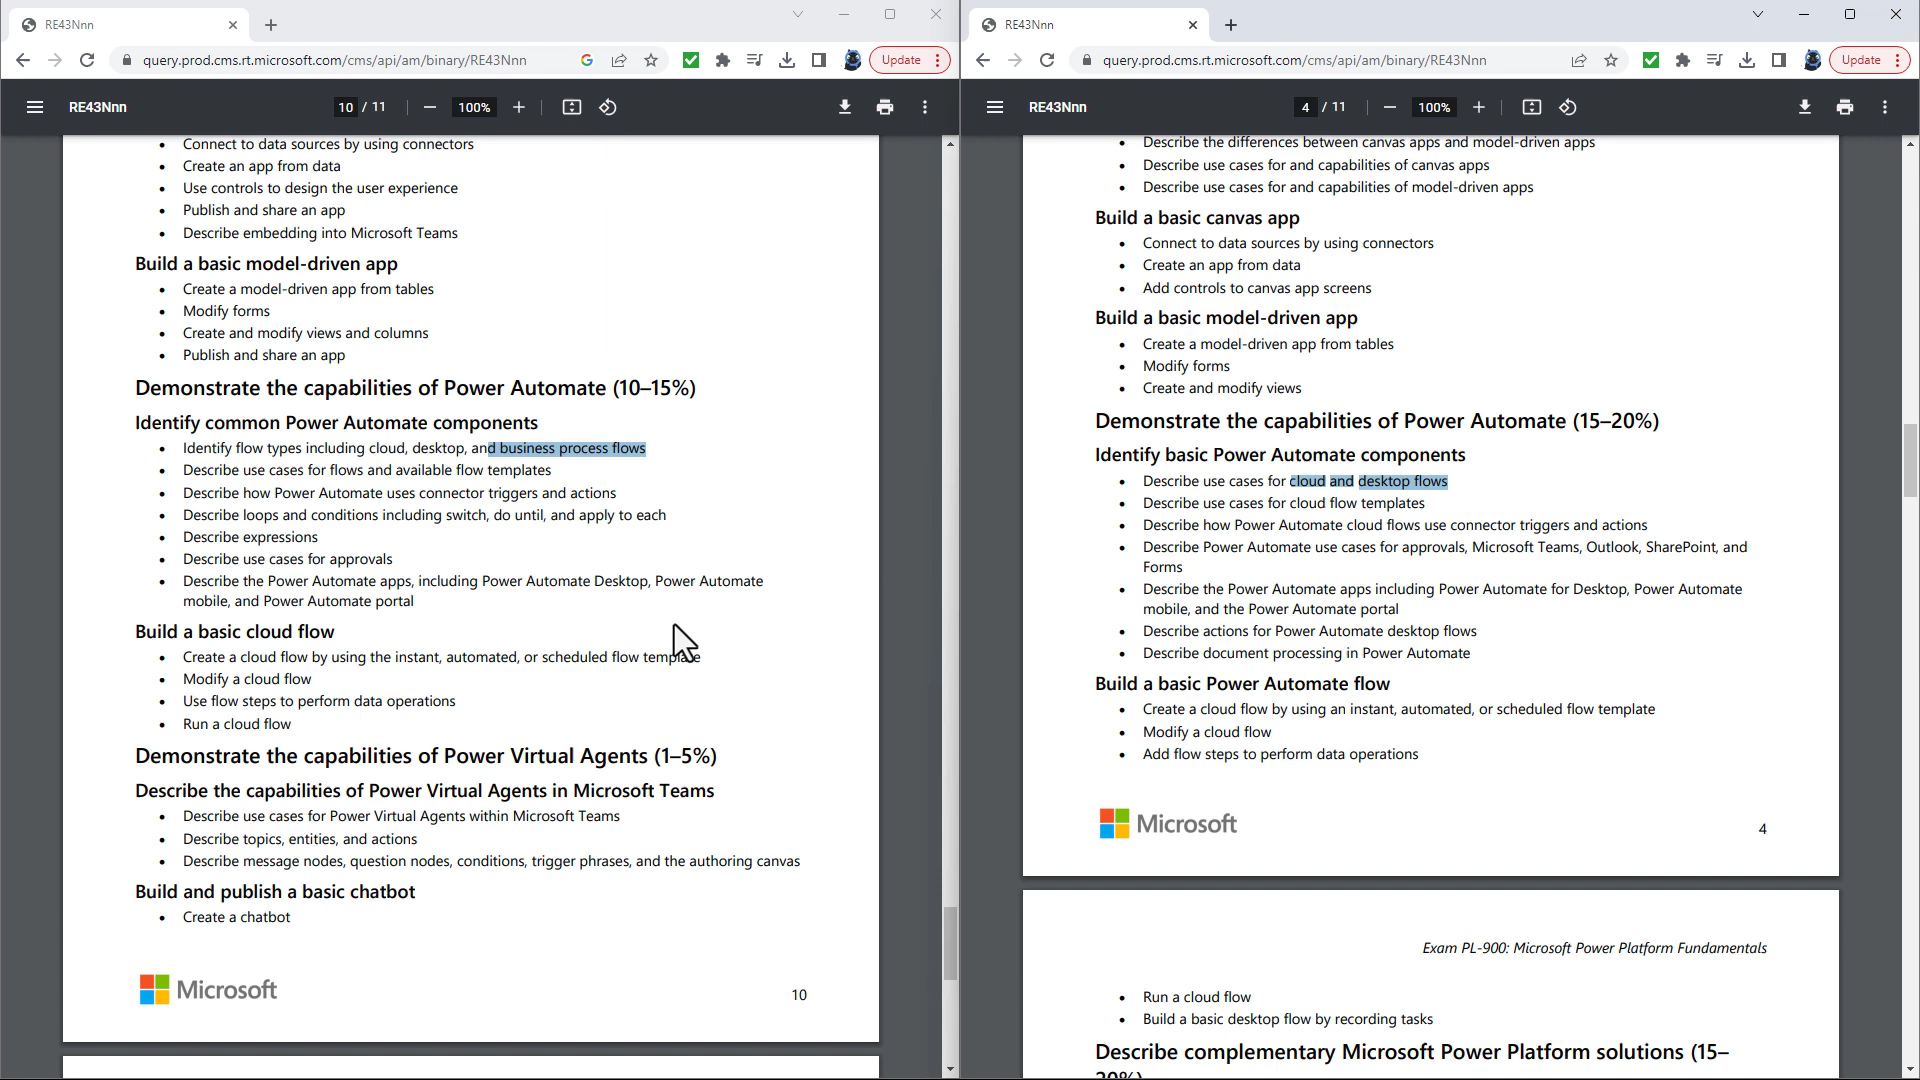 RE43Nnn
query.prod.cms.rt.microsoft.com/cms/api/am/binary/RE43Nnn
Update
RE43Nnn
10 / 11
100%
Connect to data sources by using connectors
Create an app from data
Use controls to design the user experience
Publish and share an app
Describe embedding into Microsoft Teams
Build a basic model-driven app
Create a model-driven app from tables
Modify forms
Create and modify views and columns
Publish and share an app
Demonstrate the capabilities of Power Automate (10–15%)
Identify common Power Automate components
Identify flow types including cloud, desktop, and business process flows
Describe use cases for flows and available flow templates
Describe how Power Automate uses connector triggers and actions
Describe loops and conditions including switch, do until, and apply to each
Describe expressions
Describe use cases for approvals
Describe the Power Automate apps, including Power Automate Desktop, Power Automate
mobile, and Power Automate portal
Build a basic cloud flow
Create a cloud flow by using the instant, automated, or scheduled flow template
Modify a cloud flow
Use flow steps to perform data operations
Run a cloud flow
Demonstrate the capabilities of Power Virtual Agents (1–5%)
Describe the capabilities of Power Virtual Agents in Microsoft Teams
Describe use cases for Power Virtual Agents within Microsoft Teams
Describe topics, entities, and actions
Describe message nodes, question nodes, conditions, trigger phrases, and the authoring canvas
Build and publish a basic chatbot
Create a chatbot
Microsoft
10
RE43Nnn
query.prod.cms.rt.microsoft.com/cms/api/am/binary/RE43Nnn
Update
RE43Nnn
4 / 11
100%
Describe the differences between canvas apps and model-driven apps
Describe use cases for and capabilities of canvas apps
Describe use cases for and capabilities of model-driven apps
Build a basic canvas app
Connect to data sources by using connectors
Create an app from data
Add controls to canvas app screens
Build a basic model-driven app
Create a model-driven app from tables
Modify forms
Create and modify views
Demonstrate the capabilities of Power Automate (15–20%)
Identify basic Power Automate components
Describe use cases for cloud and desktop flows
Describe use cases for cloud flow templates
Describe how Power Automate cloud flows use connector triggers and actions
Describe Power Automate use cases for approvals, Microsoft Teams, Outlook, SharePoint, and
Forms
Describe the Power Automate apps including Power Automate for Desktop, Power Automate
mobile, and the Power Automate portal
Describe actions for Power Automate desktop flows
Describe document processing in Power Automate
Build a basic Power Automate flow
Create a cloud flow by using an instant, automated, or scheduled flow template
Modify a cloud flow
Add flow steps to perform data operations
Microsoft
4
Exam PL-900: Microsoft Power Platform Fundamentals
Run a cloud flow
Build a basic desktop flow by recording tasks
Describe complementary Microsoft Power Platform solutions (15–
20%)